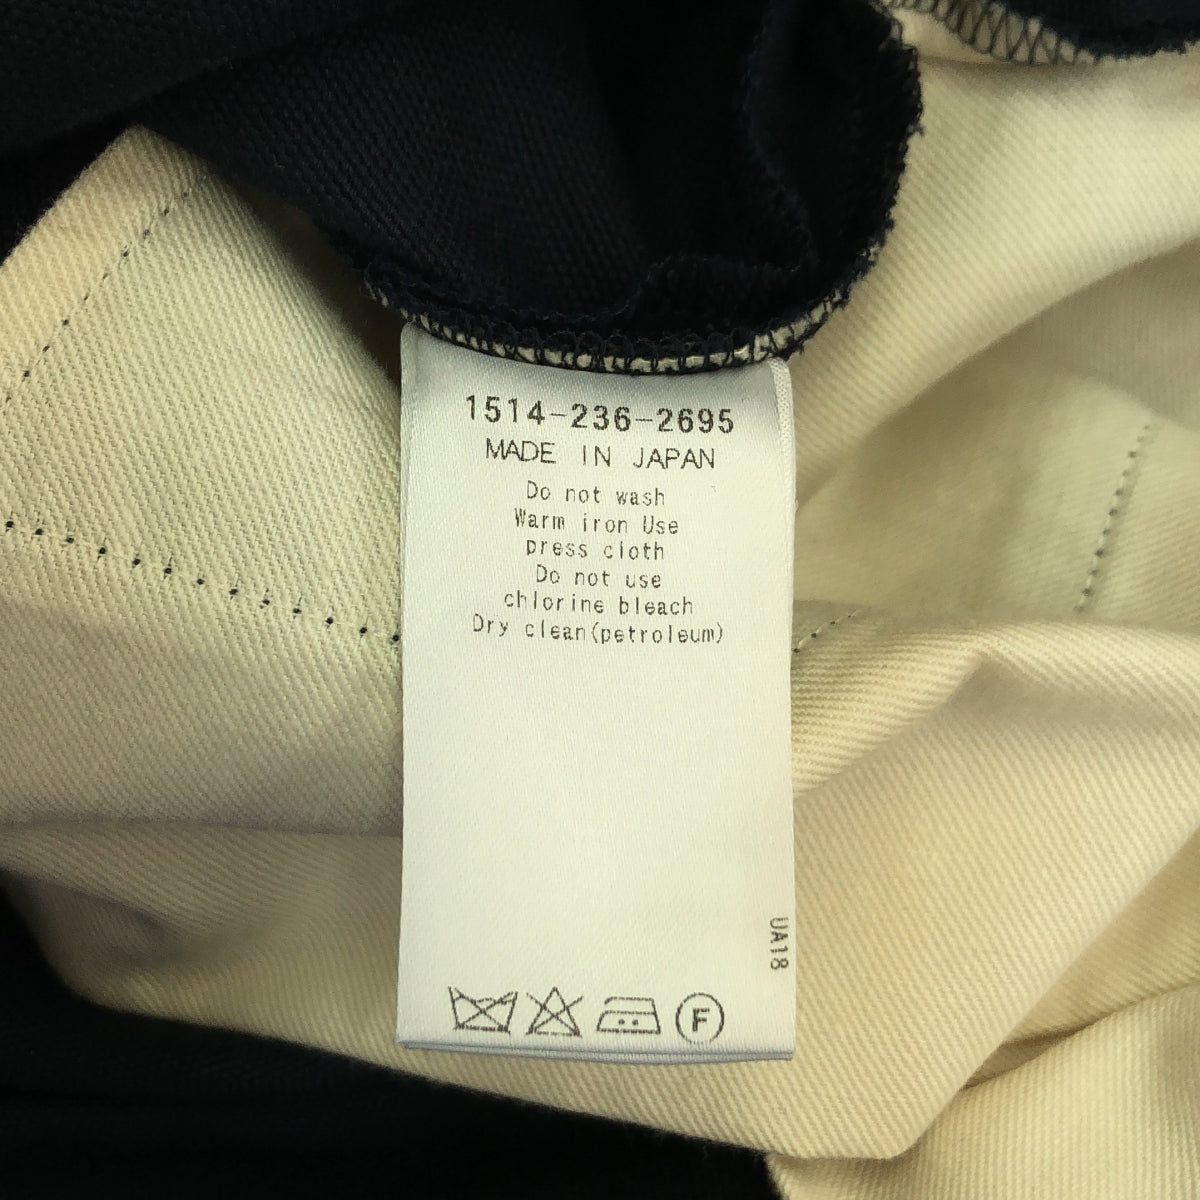 1514-236-2695
MADE IN JAPAN
Do not wash
Warm iron Use
press cloth
Do not use
chlorine bleach
Dry clean(petroleum)
UA18
F